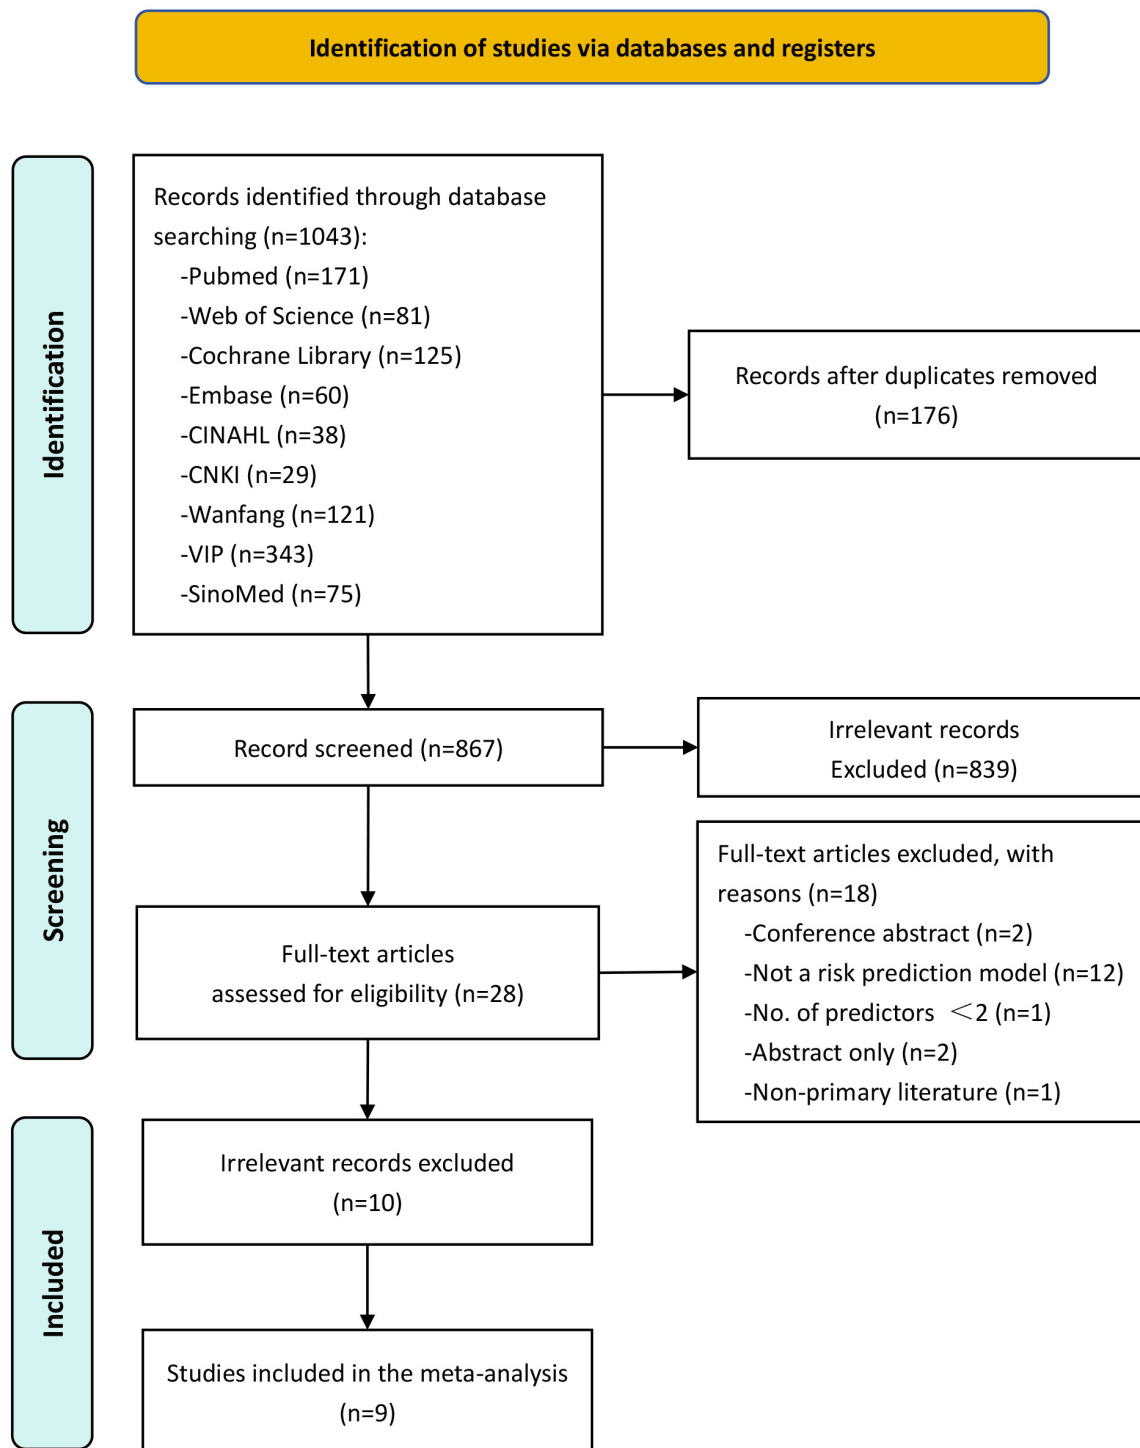 Identification of studies via databases and registers
Identification
Records identified through database
searching (n=1043):
-Pubmed (n=171)
-Web of Science (n=81)
-Cochrane Library (n=125)
-Embase (n=60)
-CINAHL (n=38)
-CNKI (n=29)
-Wanfang (n=121)
-VIP (n=343)
-SinoMed (n=75)
Records after duplicates removed
(n=176)
Screening
Record screened (n=867)
Irrelevant records
Excluded (n=839)
Full-text articles
assessed for eligibility (n=28)
Full-text articles excluded, with
reasons (n=18)
-Conference abstract (n=2)
-Not a risk prediction model (n=12)
-No. of predictors <2 (n=1)
-Abstract only (n=2)
-Non-primary literature (n=1)
Included
Irrelevant records excluded
(n=10)
Studies included in the meta-analysis
(n=9)